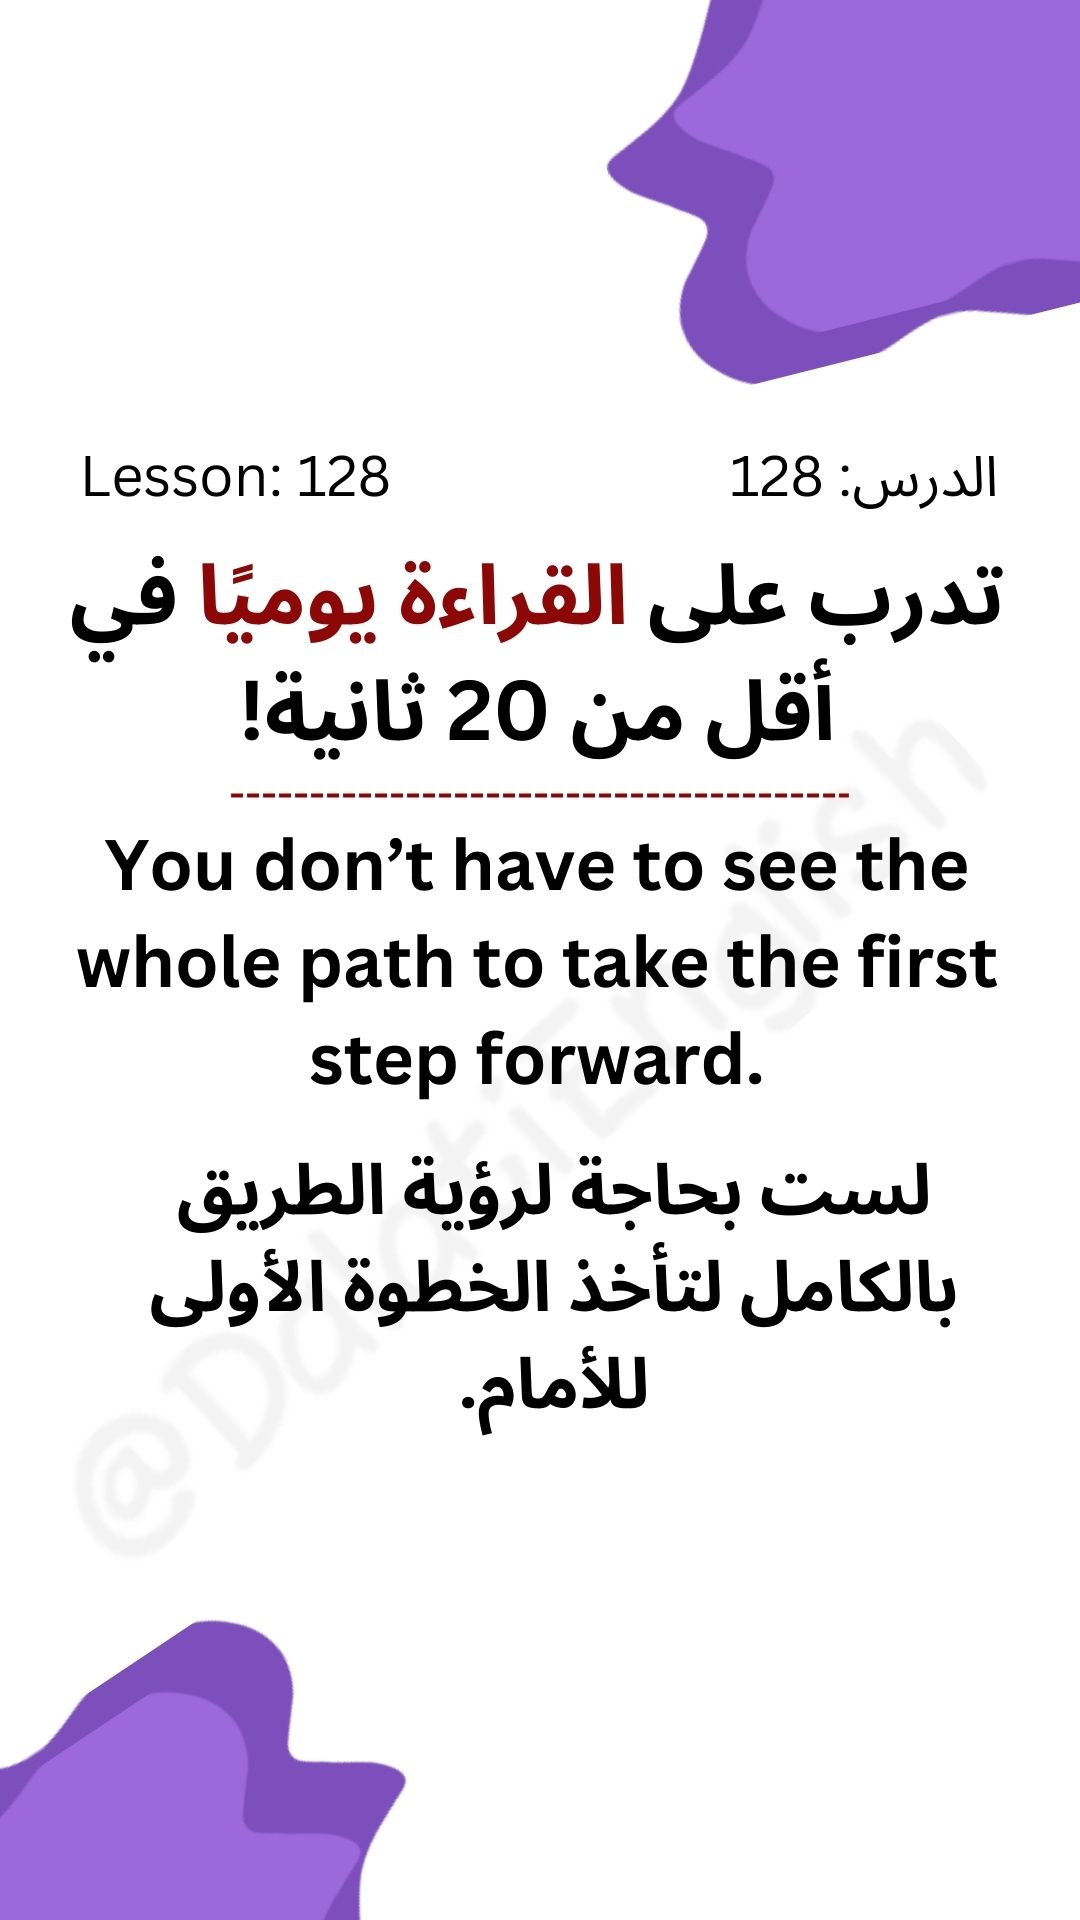 Lesson: 128
الدرس: 128
تدرب على القراءة يوميًا في
أقل من 20 ثانية!
--------------------------------------
You don’t have to see the
whole path to take the first
step forward.
لست بحاجة لرؤية الطريق
بالكامل لتأخذ الخطوة الأولى
للأمام.